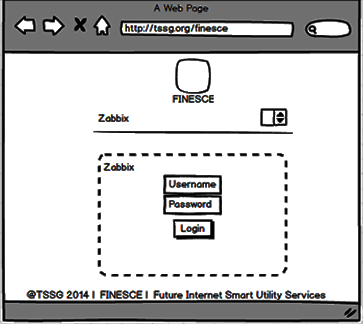 A Web Page
http://tssg.org/finesce
FINESCE
Zabbix
Zabbix
Username
Password
Login
@TSSG 2014 | FINESCE | Future Internet Smart Utility Services